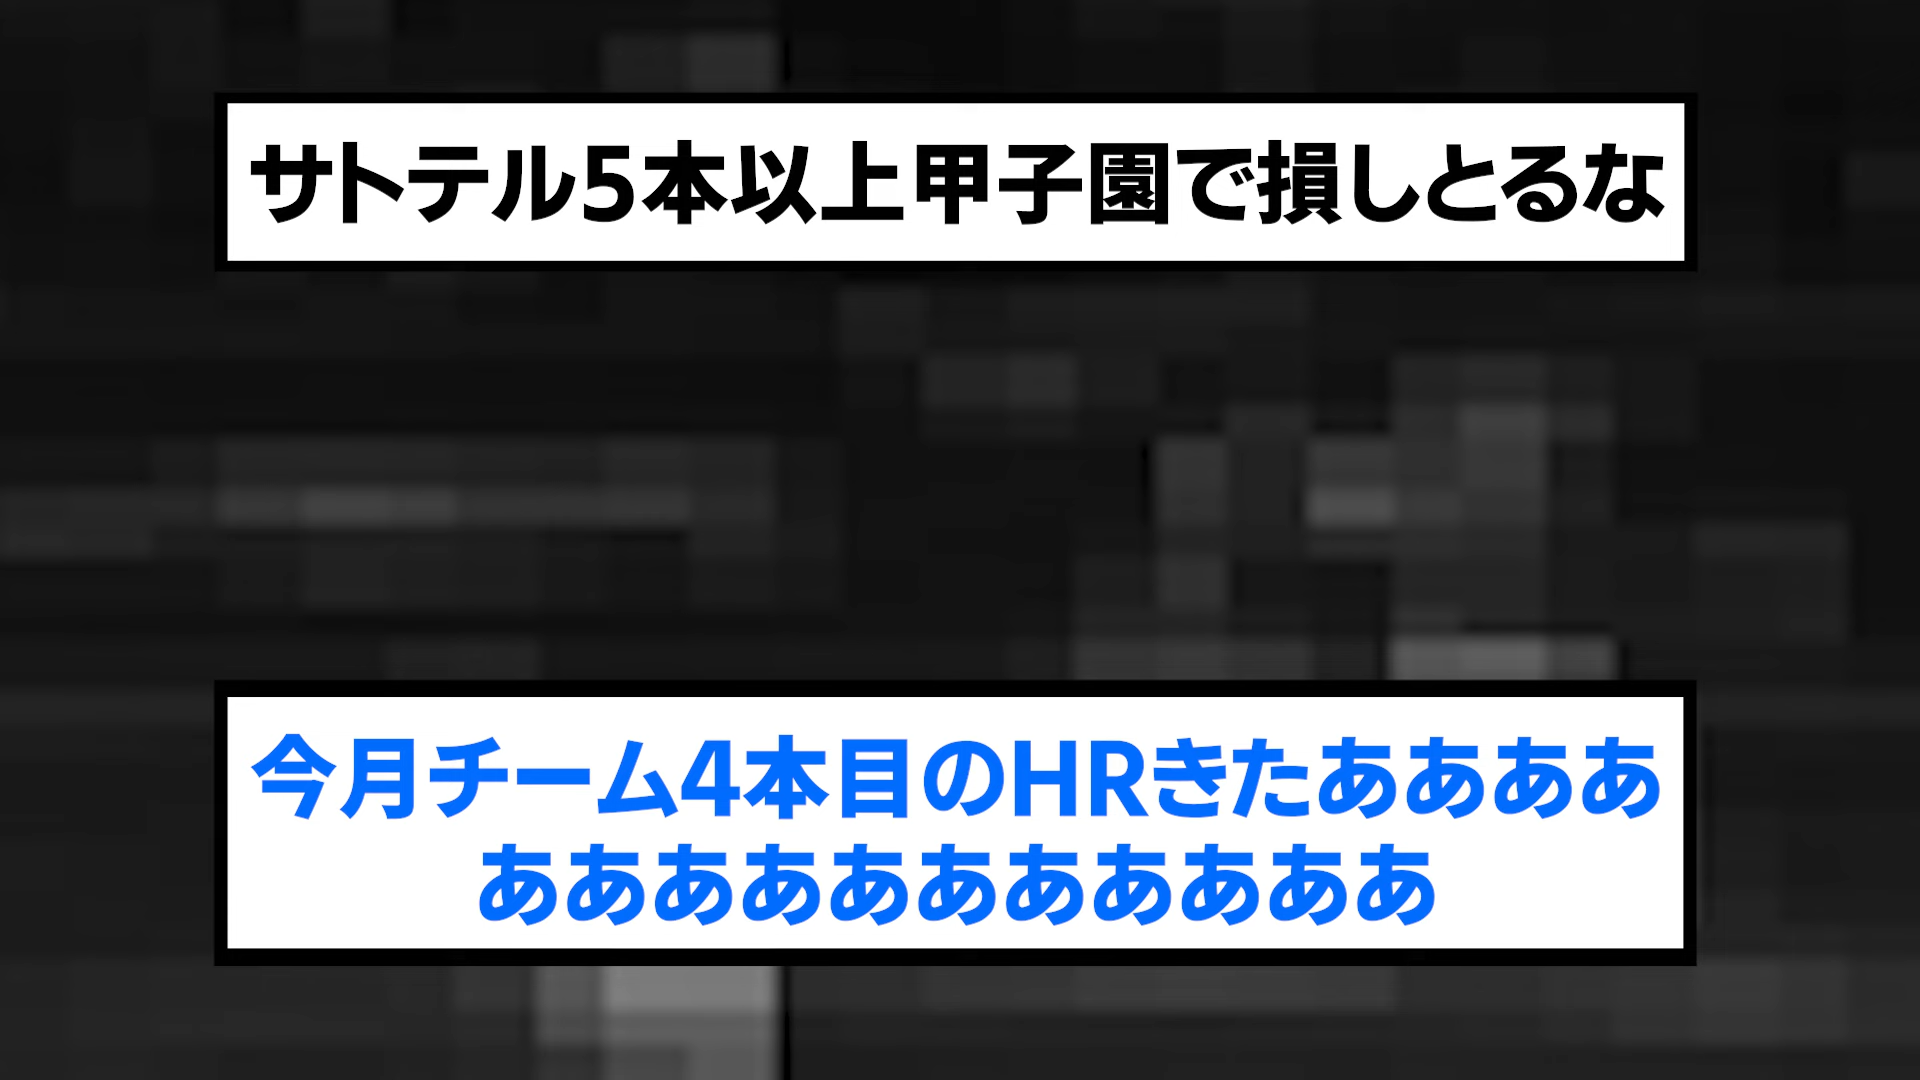 サトテル5本以上甲子園で損しとるな
今月チーム4本目のHRきたああああ
あああああああああああ